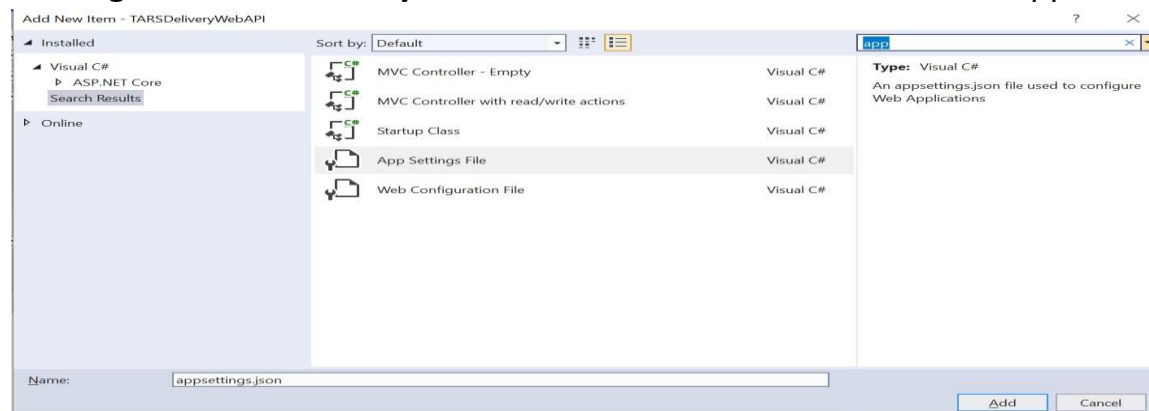 Add New Item - TARSDeliveryWebAPI
? ×
Installed
Sort by: Default
app
Visual C#
ASP.NET Core
Search Results
Online
MVC Controller - Empty Visual C#
MVC Controller with read/write actions Visual C#
Startup Class Visual C#
App Settings File Visual C#
Web Configuration File Visual C#
Type: Visual C#
An appsettings.json file used to configure
Web Applications
Name: appsettings.json
Add Cancel